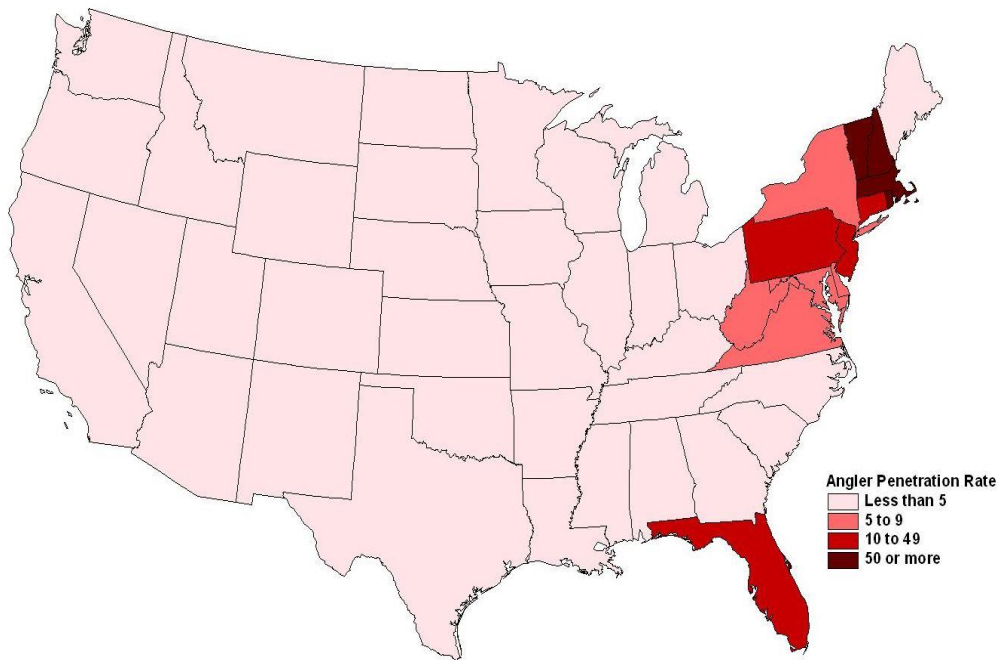 Angler Penetration Rate
Less than 5
5 to 9
10 to 49
50 or more